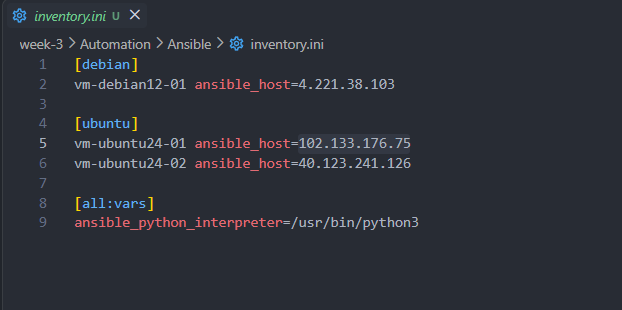 inventory.ini U
week-3 > Automation > Ansible > inventory.ini
1 [debian]
2 vm-debian12-01 ansible_host=4.221.38.103
3
4 [ubuntu]
5 vm-ubuntu24-01 ansible_host=102.133.176.75
6 vm-ubuntu24-02 ansible_host=40.123.241.126
7
8 [all:vars]
9 ansible_python_interpreter=/usr/bin/python3